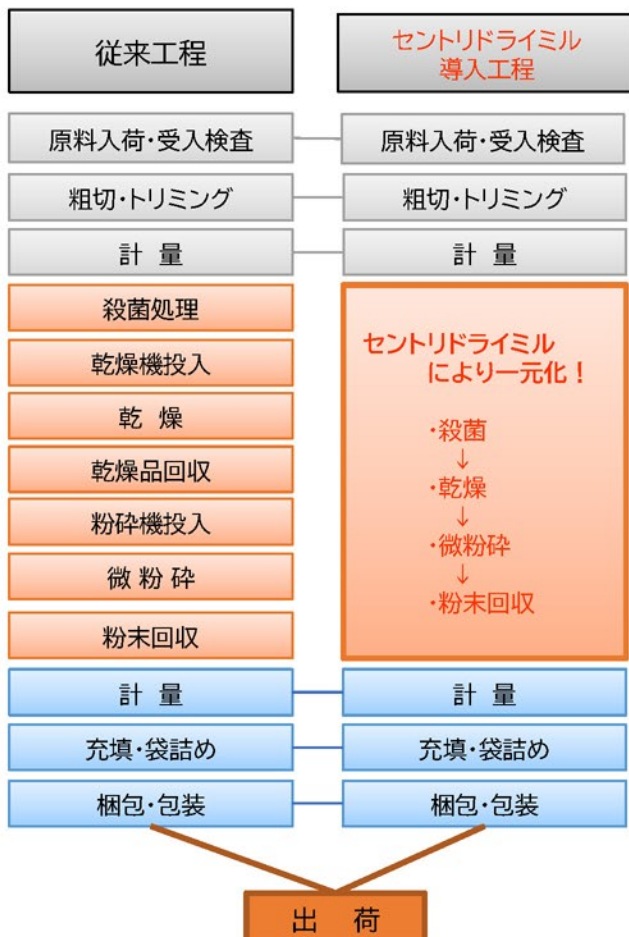 従来工程
セントリドライミル
導入工程
原料入荷・受入検査
原料入荷・受入検査
粗切・トリミング
粗切・トリミング
計 量
計 量
殺菌処理
乾燥機投入
乾 燥
乾燥品回収
粉砕機投入
微 粉 砕
粉末回収
セントリドライミル
により一元化！
・殺菌
↓
・乾燥
↓
・微粉砕
↓
・粉末回収
計 量
計 量
充填・袋詰め
充填・袋詰め
梱包・包装
梱包・包装
出 荷